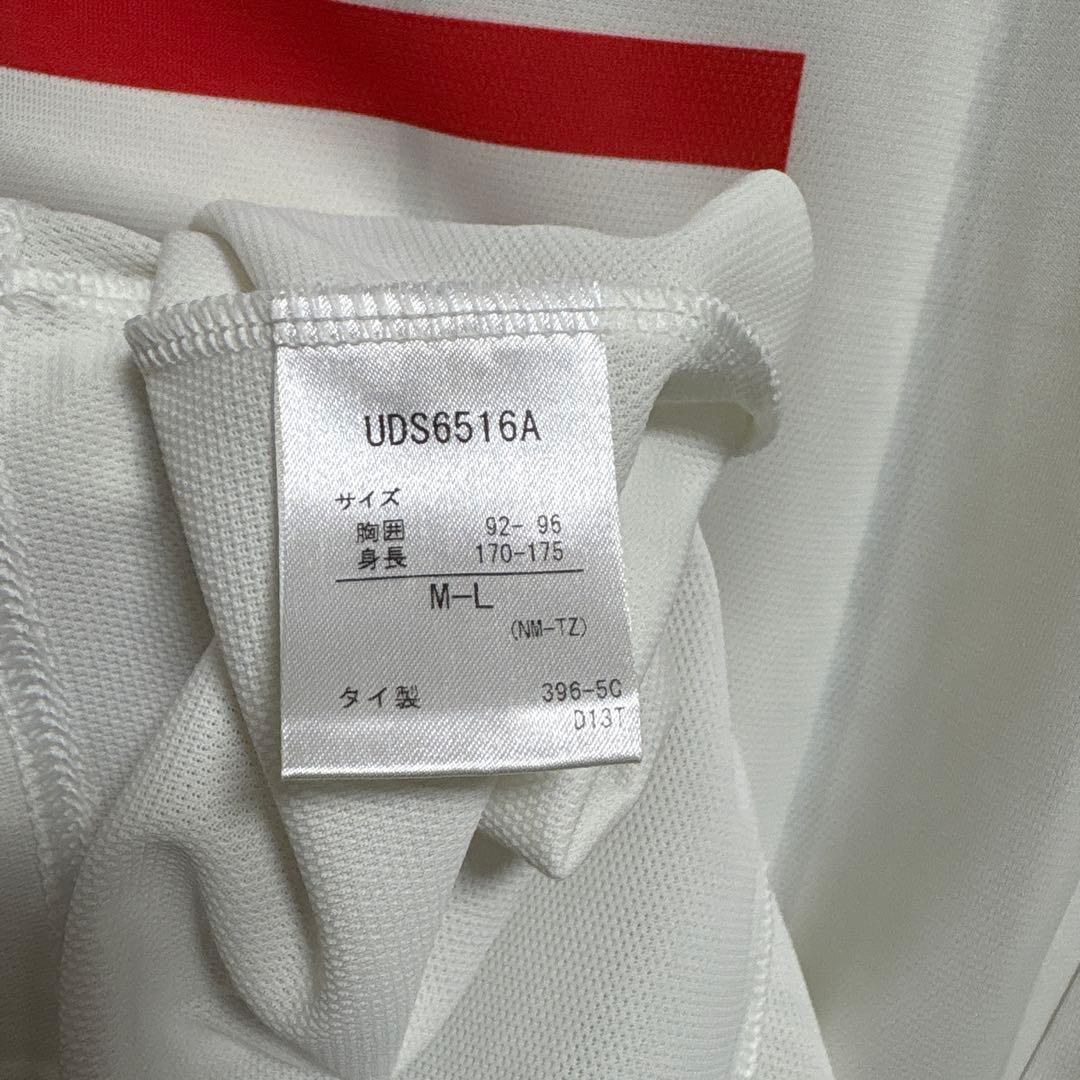 UDS6516A
サイズ
胸囲 92- 96
身長 170-175
M-L
(NM-TZ)
タイ製 396-5C
D13T